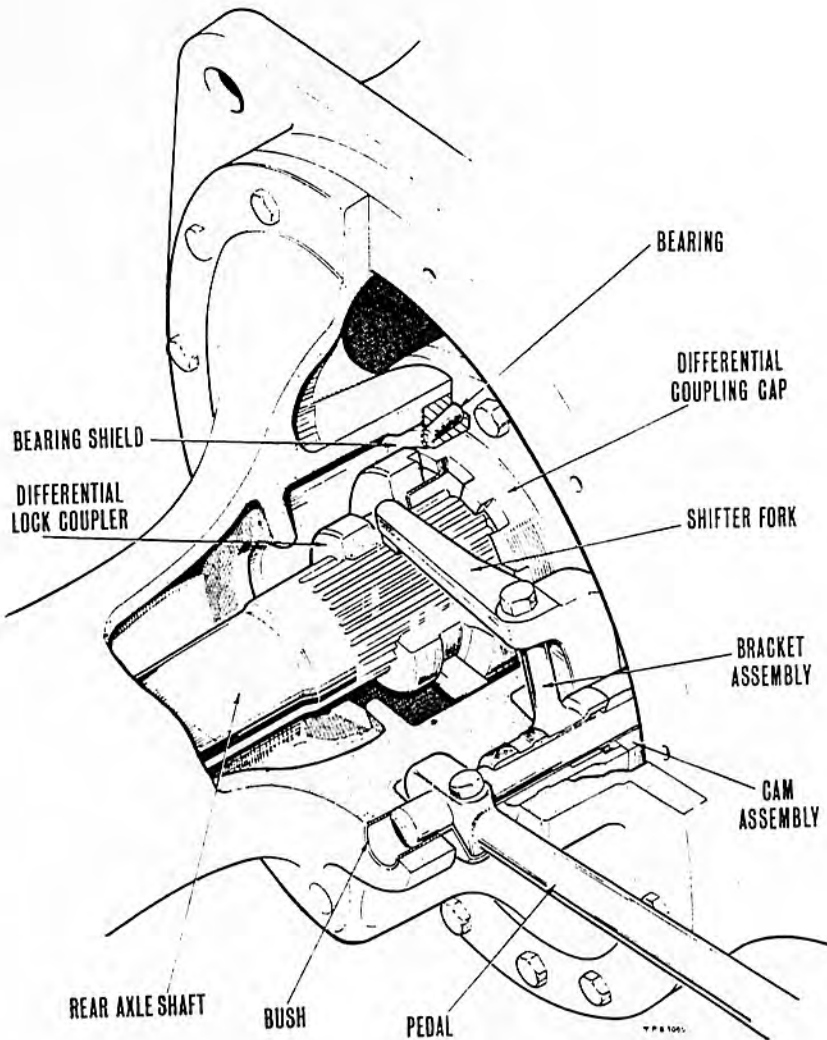 BEARING
DIFFERENTIAL
COUPLING CAP
BEARING SHIELD
DIFFERENTIAL
LOCK COUPLER
SHIFTER FORK
BRACKET
ASSEMBLY
CAM
ASSEMBLY
REAR AXLE SHAFT
BUSH
PEDAL